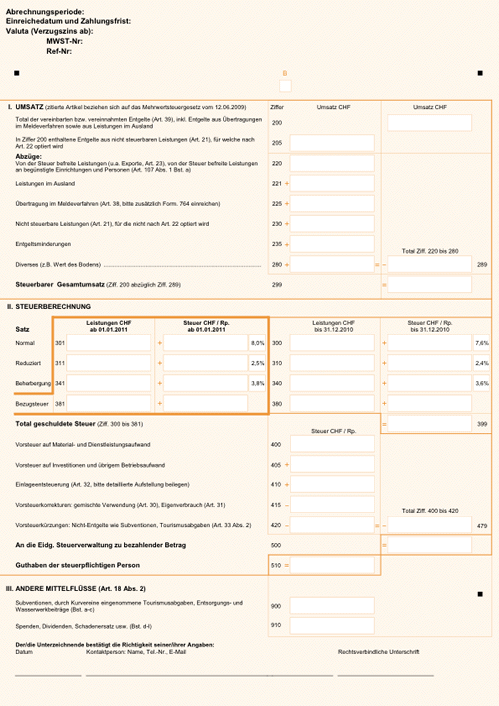 Abrechnungsperiode:
Einreichedatum und Zahlungsfrist:
Valuta (Verzugszins ab):
MWST-Nr:
Ref-Nr:
I. UMSATZ (zitierte Artikel beziehen sich auf das Mehrwertsteuergesetz vom 12.06.2009) Ziffer Umsatz CHF Umsatz CHF
Total der vereinbarten bzw. vereinnahmten Entgelte (Art. 39), inkl. Entgelte aus Übertragungen
im Meldeverfahren sowie aus Leistungen im Ausland 200
In Ziffer 200 enthaltene Entgelte aus nicht steuerbaren Leistungen (Art. 21), für welche nach
Art. 22 optiert wird 205
Abzüge:
Von der Steuer befreite Leistungen (u.a. Exporte, Art. 23), von der Steuer befreite Leistungen
an begünstigte Einrichtungen und Personen (Art. 107 Abs. 1 Bst. a) 220
Leistungen im Ausland 221 +
Übertragung im Meldeverfahren (Art. 38, bitte zusätzlich Form. 764 einreichen) 225 +
Nicht steuerbare Leistungen (Art. 21), für die nicht nach Art. 22 optiert wird 230 +
Entgeltsminderungen 235 +
Total Ziff. 220 bis 280
Diverses (z.B. Wert des Bodens) 280 + = – 289
Steuerbarer Gesamtumsatz (Ziff. 200 abzüglich Ziff. 289) 299 =
II. STEUERBERECHNUNG
Satz Leistungen CHF Steuer CHF / Rp. Leistungen CHF Steuer CHF / Rp.
ab 01.01.2011 ab 01.01.2011 bis 31.12.2010 bis 31.12.2010
Normal 301 + 8,0% 300 + 7,6%
Reduziert 311 + 2,5% 310 + 2,4%
Beherbergung 341 + 3,8% 340 + 3,6%
Bezugsteuer 381 + 380 +
Total geschuldete Steuer (Ziff. 300 bis 381) = 399
Steuer CHF / Rp.
Vorsteuer auf Material- und Dienstleistungsaufwand 400
Vorsteuer auf Investitionen und übrigem Betriebsaufwand 405 +
Einlageentsteuerung (Art. 32, bitte detaillierte Aufstellung beilegen) 410 +
Vorsteuerkorrekturen: gemischte Verwendung (Art. 30), Eigenverbrauch (Art. 31) 415 –
Total Ziff. 400 bis 420
Vorsteuerkürzungen: Nicht-Entgelte wie Subventionen, Tourismusabgaben (Art. 33 Abs. 2) 420 – = – 479
An die Eidg. Steuerverwaltung zu bezahlender Betrag 500 =
Guthaben der steuerpflichtigen Person 510 =
III. ANDERE MITTELFLÜSSE (Art. 18 Abs. 2)
Subventionen, durch Kurvereine eingenommene Tourismusabgaben, Entsorgungs- und
Wasserwerkbeiträge (Bst. a-c) 900
Spenden, Dividenden, Schadenersatz usw. (Bst. d-l) 910
Der/die Unterzeichnende bestätigt die Richtigkeit seiner/ihrer Angaben:
Datum Kontaktperson: Name, Tel.-Nr., E-Mail Rechtsverbindliche Unterschrift